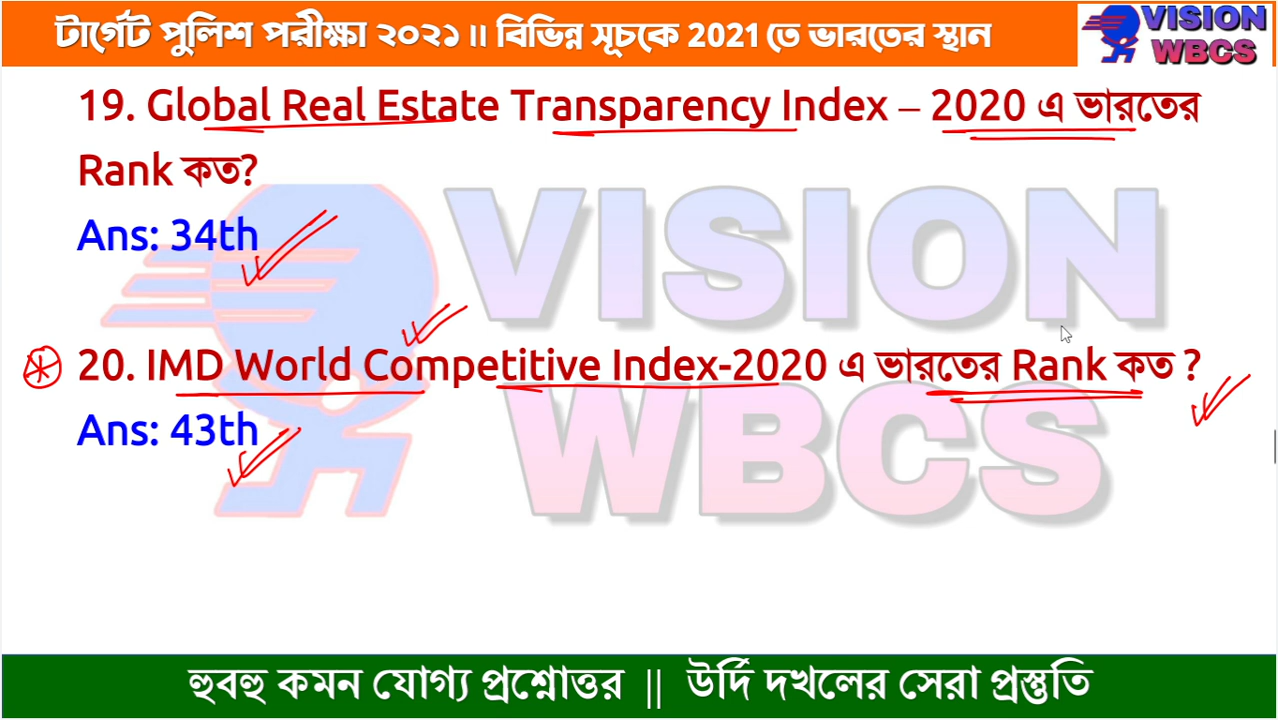 টার্গেট পুলিশ পরীক্ষা ২০২১ ॥ বিভিন্ন সূচকে 2021 তে ভারতের স্থান
VISION
WBCS
19. Global Real Estate Transparency Index – 2020 এ ভারতের
Rank কত?
Ans: 34th
20. IMD World Competitive Index-2020 এ ভারতের Rank কত ?
Ans: 43th
VISION
WBCS
হুবহু কমন যোগ্য প্রশ্নোত্তর || উর্দি দখলের সেরা প্রস্তুতি